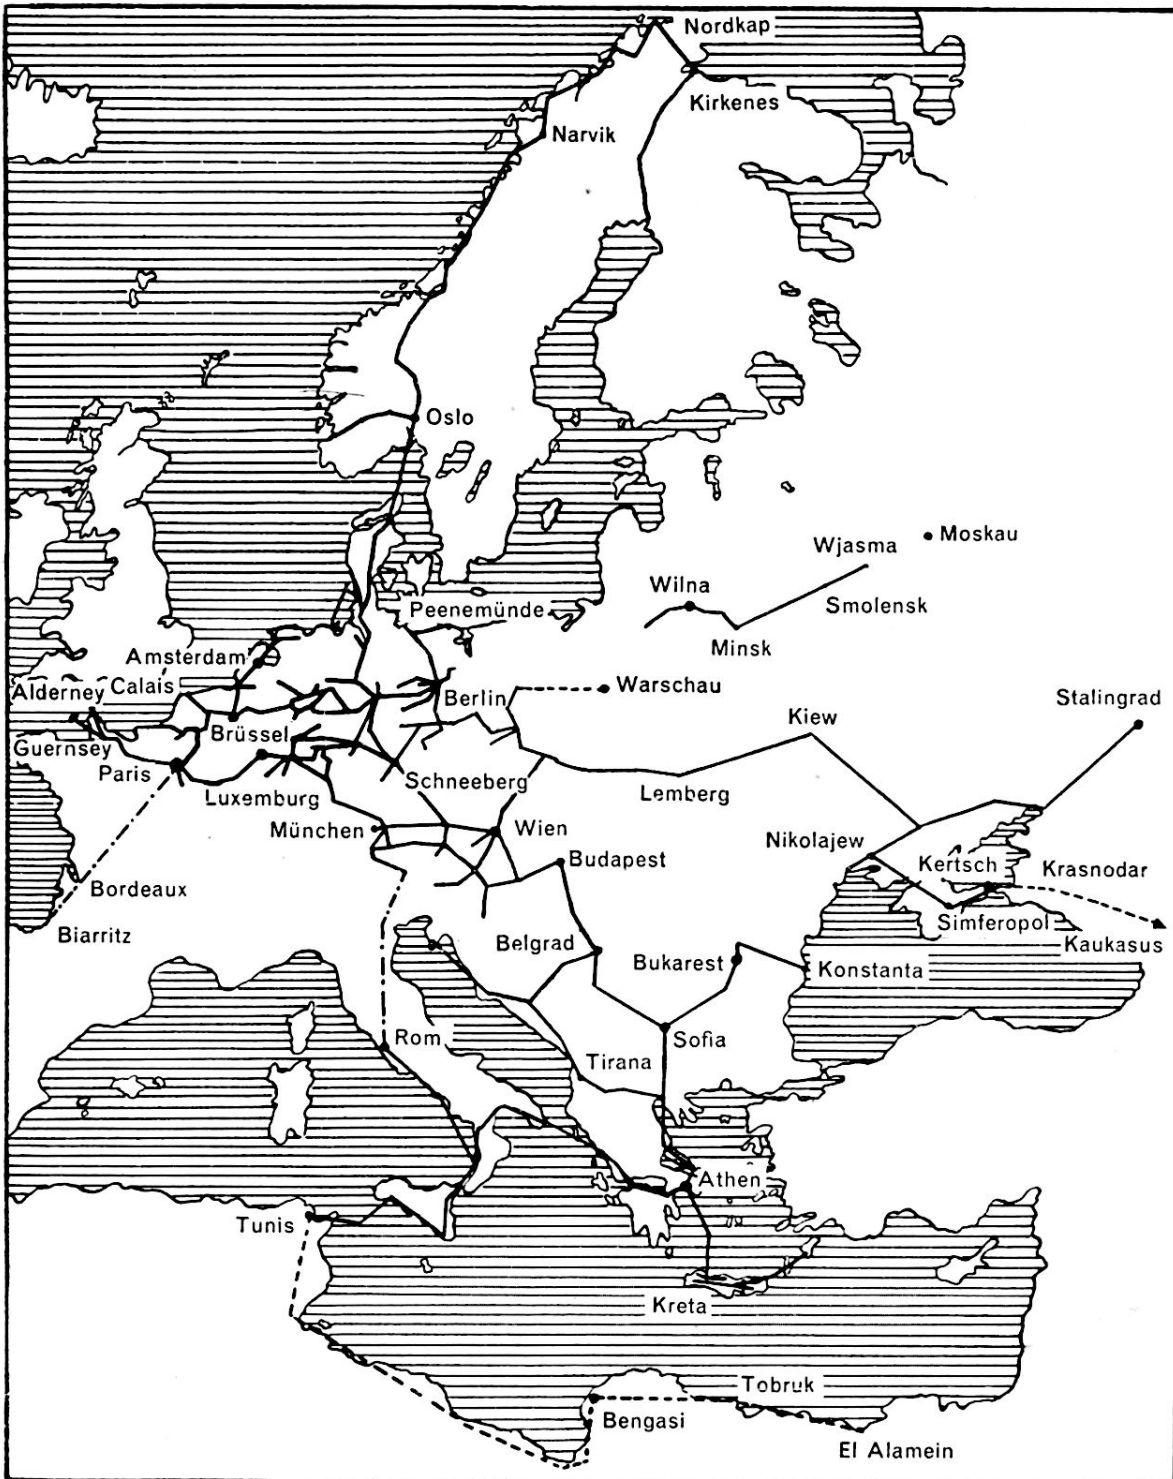 Nordkap
Kirkenes
Narvik
Oslo
Moskau
Wjasma
Wilna
Smolensk
Peenemünde
Minsk
Amsterdam
Alderney
Calais
Berlin
Warschau
Stalingrad
Kiew
Guernsey
Brüssel
Paris
Schneeberg
Luxemburg
Lemberg
München
Wien
Nikolajew
Budapest
Kertsch
Krasnodar
Bordeaux
Simferopol
Biarritz
Belgrad
Kaukasus
Bukarest
Konstanta
Rom
Sofia
Tirana
Athen
Tunis
Kreta
Tobruk
Bengasi
El Alamein